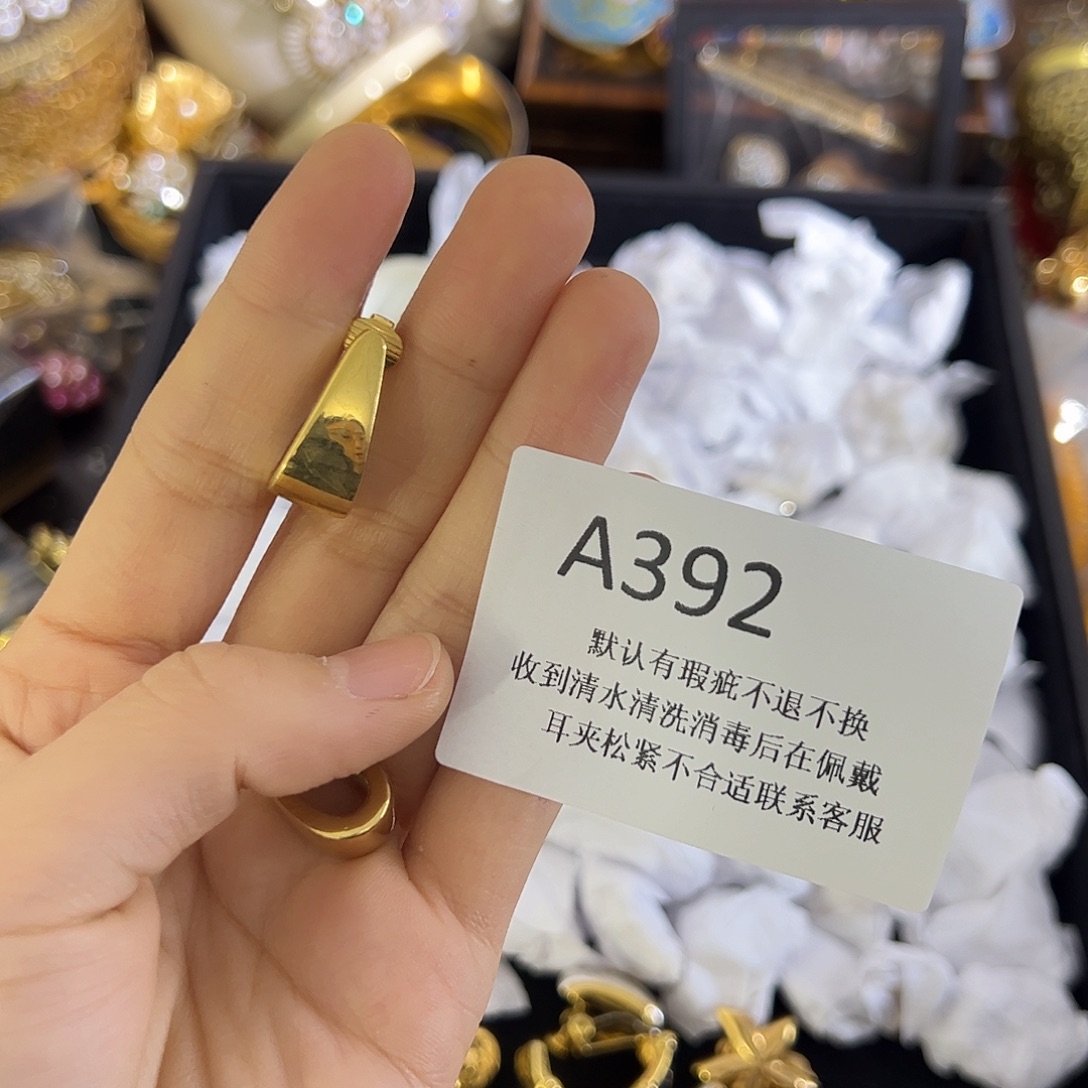 A392
默认有瑕疵不退不换
收到清水清洗消毒后在佩戴
耳夹松紧不合适联系客服